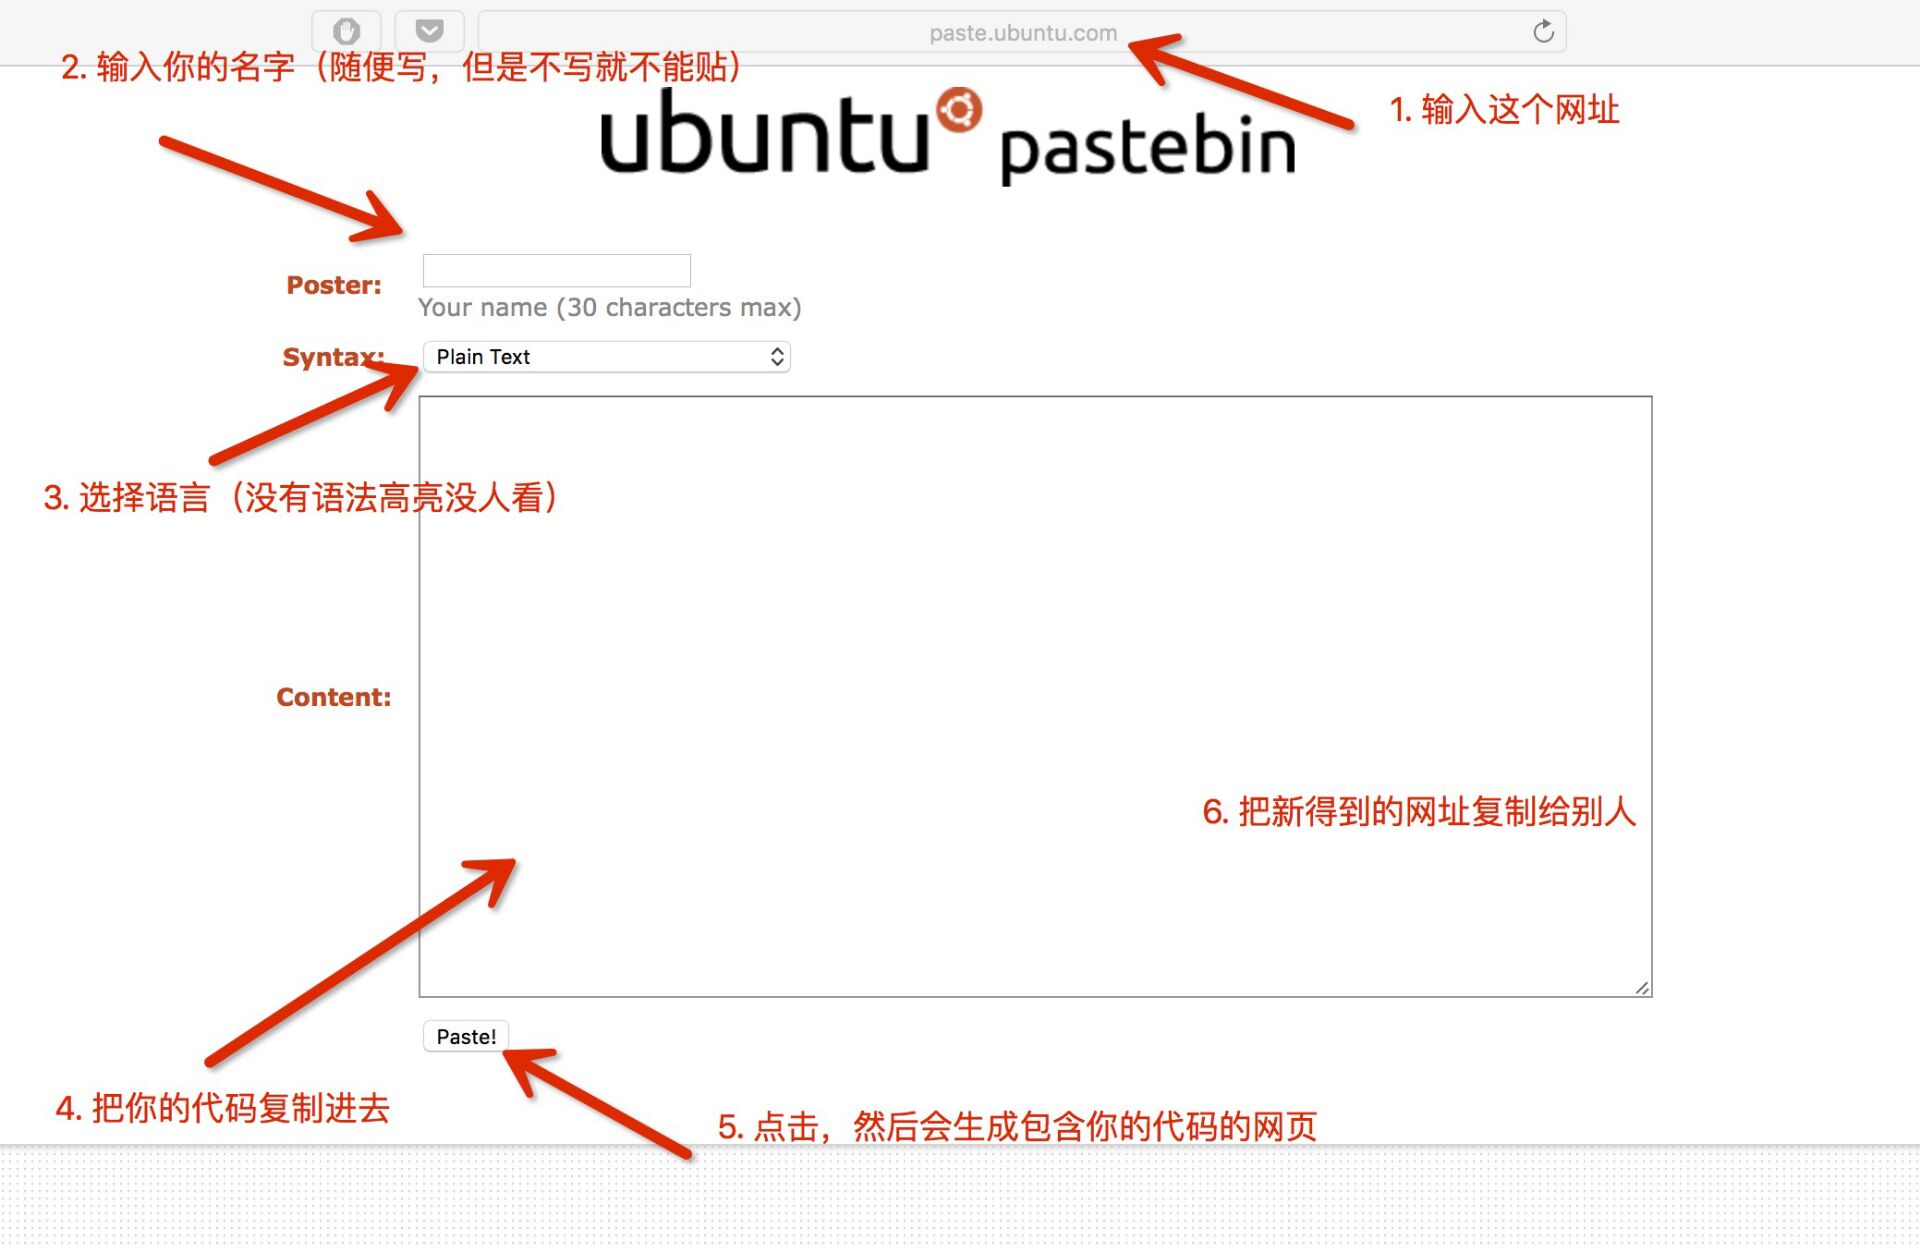 paste.ubuntu.com
2. 输入你的名字（随便写，但是不写就不能贴）
1. 输入这个网址
ubuntu pastebin
Poster:
Your name (30 characters max)
Syntax:
Plain Text
3. 选择语言（没有语法高亮没人看）
Content:
6. 把新得到的网址复制给别人
Paste!
4. 把你的代码复制进去
5. 点击，然后会生成包含你的代码的网页